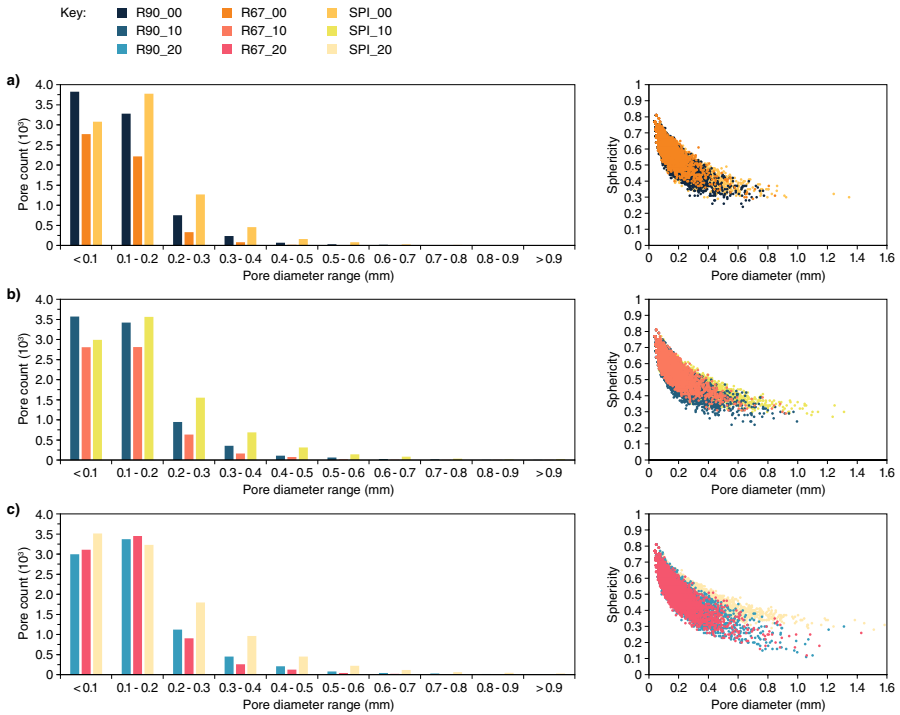 Key: R90_00 R67_00 SPI_00
R90_10 R67_10 SPI_10
R90_20 R67_20 SPI_20
a)
Pore count (10³)
4.0
3.5
3.0
2.5
2.0
1.5
1.0
0.5
0
< 0.1 0.1 - 0.2 0.2 - 0.3 0.3 - 0.4 0.4 - 0.5 0.5 - 0.6 0.6 - 0.7 0.7 - 0.8 0.8 - 0.9 > 0.9
Pore diameter range (mm)
Sphericity
1
0.9
0.8
0.7
0.6
0.5
0.4
0.3
0.2
0.1
0
0 0.2 0.4 0.6 0.8 1.0 1.2 1.4 1.6
Pore diameter (mm)
b)
Pore count (10³)
4.0
3.5
3.0
2.5
2.0
1.5
1.0
0.5
0
< 0.1 0.1 - 0.2 0.2 - 0.3 0.3 - 0.4 0.4 - 0.5 0.5 - 0.6 0.6 - 0.7 0.7 - 0.8 0.8 - 0.9 > 0.9
Pore diameter range (mm)
Sphericity
1
0.9
0.8
0.7
0.6
0.5
0.4
0.3
0.2
0.1
0
0 0.2 0.4 0.6 0.8 1.0 1.2 1.4 1.6
Pore diameter (mm)
c)
Pore count (10³)
4.0
3.5
3.0
2.5
2.0
1.5
1.0
0.5
0
< 0.1 0.1 - 0.2 0.2 - 0.3 0.3 - 0.4 0.4 - 0.5 0.5 - 0.6 0.6 - 0.7 0.7 - 0.8 0.8 - 0.9 > 0.9
Pore diameter range (mm)
Sphericity
1
0.9
0.8
0.7
0.6
0.5
0.4
0.3
0.2
0.1
0
0 0.2 0.4 0.6 0.8 1.0 1.2 1.4 1.6
Pore diameter (mm)